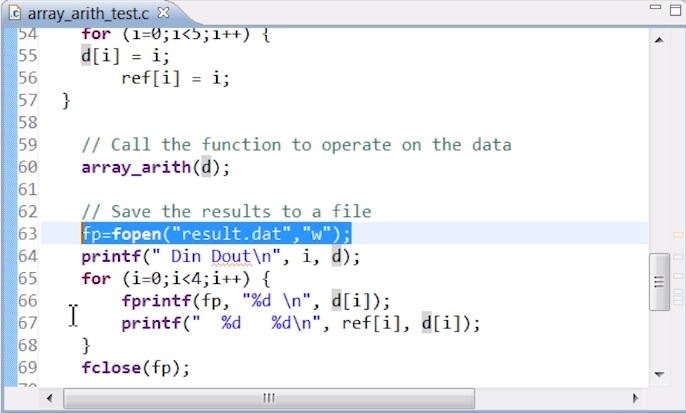 array_arith_test.c
54 for (i=0;i<5;i++) {
55 d[i] = i;
56 ref[i] = i;
57 }
58
59 // Call the function to operate on the data
60 array_arith(d);
61
62 // Save the results to a file
63 fp=fopen("result.dat","w");
64 printf(" Din Dout\n", i, d);
65 for (i=0;i<4;i++) {
66 fprintf(fp, "%d \n", d[i]);
67 printf("  %d   %d\n", ref[i], d[i]);
68 }
69 fclose(fp);